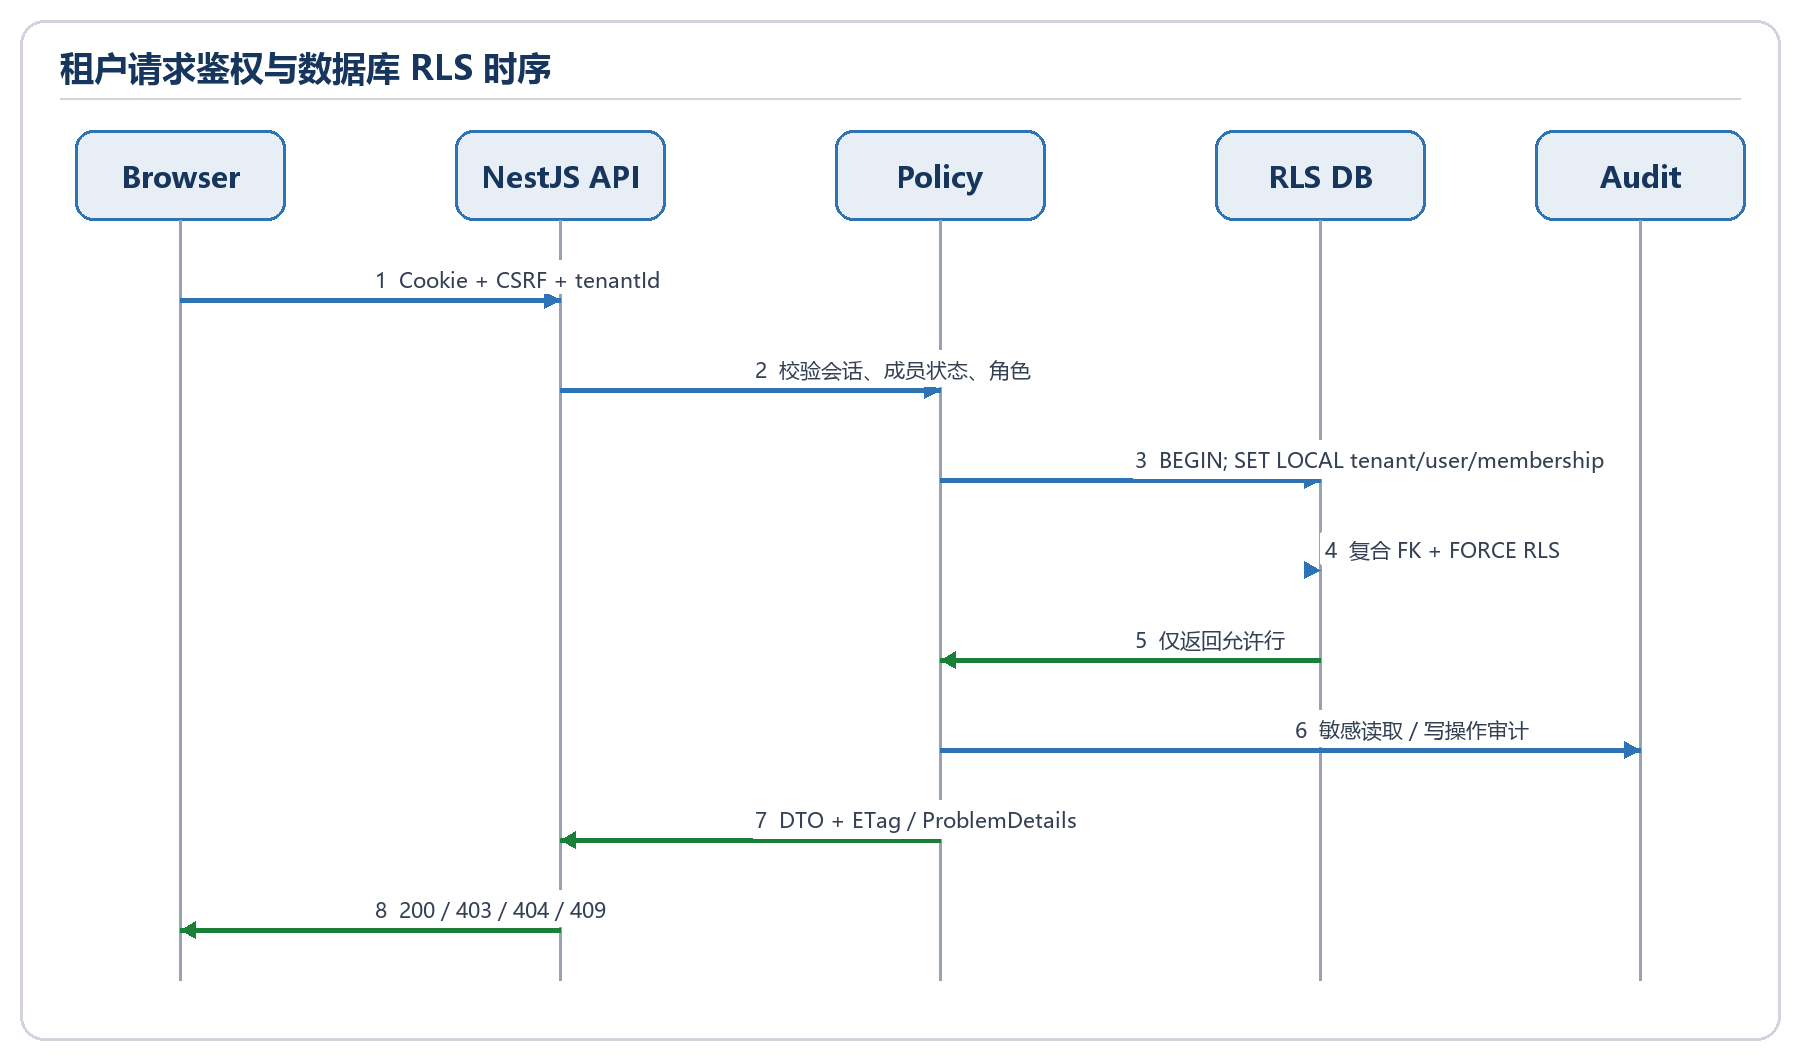 租户请求鉴权与数据库 RLS 时序
Browser
NestJS API
Policy
RLS DB
Audit
1 Cookie + CSRF + tenantId
2 校验会话、成员状态、角色
3 BEGIN; SET LOCAL tenant/user/membership
4 复合 FK + FORCE RLS
5 仅返回允许行
6 敏感读取 / 写操作审计
7 DTO + ETag / ProblemDetails
8 200 / 403 / 404 / 409